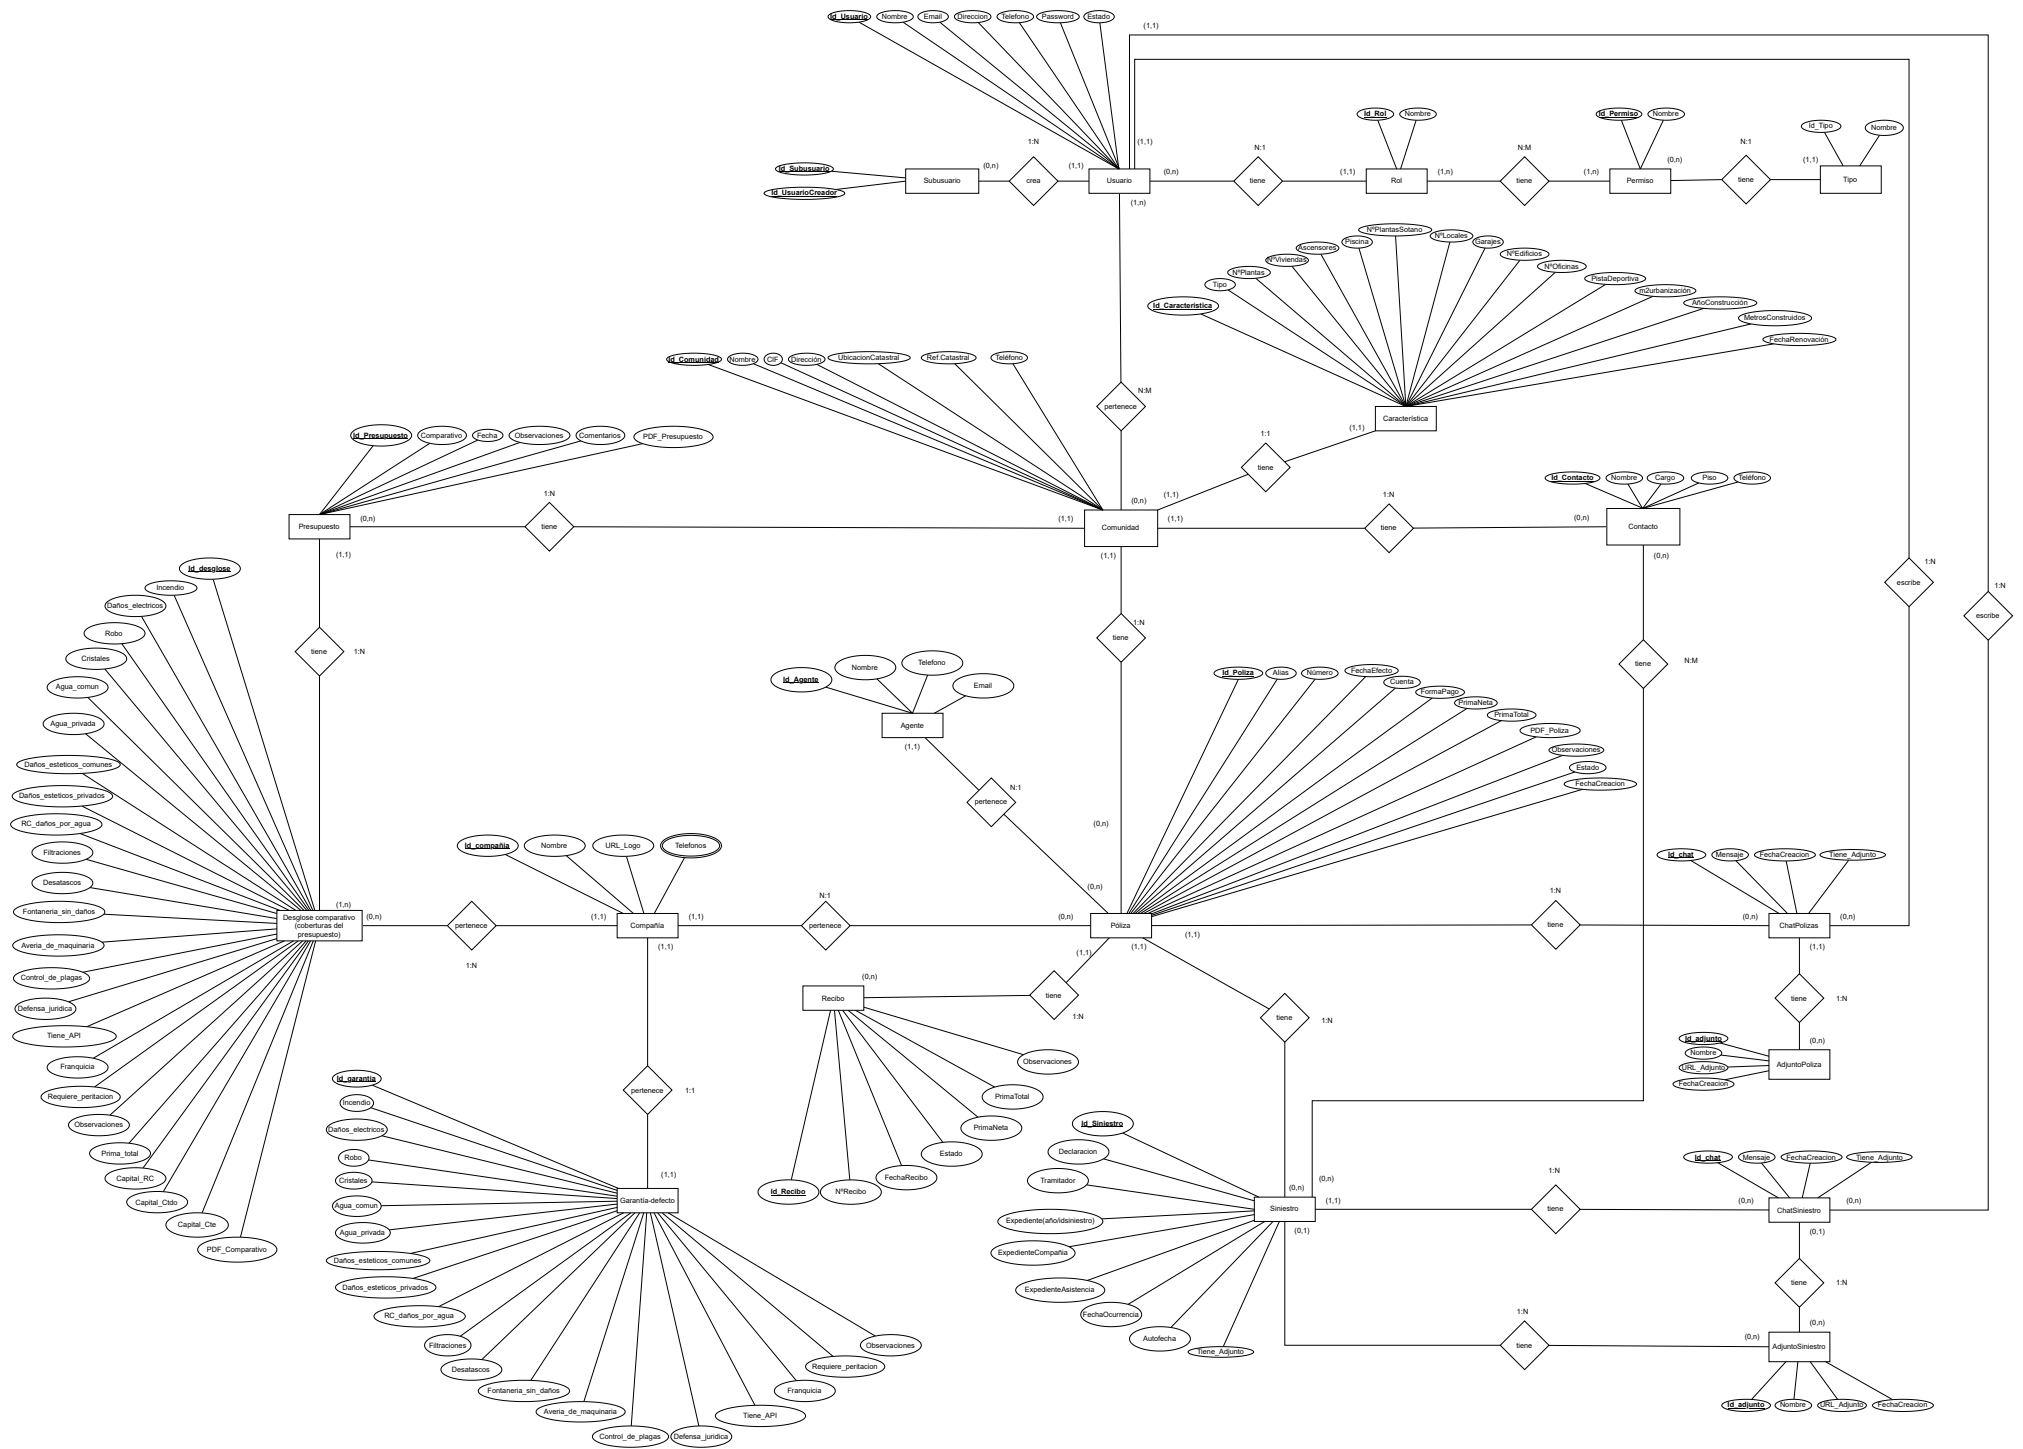 Id_Usuario
Nombre
Email
Direccion
Telefono
Password
Estado
(1,1)
(1,1)
Id_Subusuario
Id_UsuarioCreador
Subusuario
(0,n)
1:N
crea
(1,1)
Usuario
(0,n)
(1,n)
N:1
tiene
(1,1)
Id_Rol
Nombre
Rol
(1,n)
N:M
tiene
(1,n)
Id_Permiso
Nombre
Permiso
(0,n)
N:1
tiene
(1,1)
Id_Tipo
Nombre
Tipo
Id_Caracteristica
Tipo
NºPlantas
NºViviendas
Ascensores
Piscina
NºPlantasSotano
NºLocales
Garajes
NºEdificios
NºOficinas
PistaDeportiva
m2urbanización
AñoConstrucción
MetrosConstruidos
FechaRenovación
Característica
(1,1)
1:1
tiene
(1,1)
N:M
pertenece
(0,n)
Id_Comunidad
Nombre
CIF
Dirección
UbicacionCatastral
Ref.Catastral
Teléfono
Comunidad
(1,1)
(1,1)
(1,1)
Id_Presupuesto
Comparativo
Fecha
Observaciones
Comentarios
PDF_Presupuesto
Presupuesto
(0,n)
1:N
tiene
(1,1)
1:N
tiene
(0,n)
Id_Contacto
Nombre
Cargo
Piso
Teléfono
Contacto
(0,n)
1:N
escribe
1:N
escribe
tiene
1:N
(1,n)
Id_desglose
Incendio
Daños_electricos
Robo
Cristales
Agua_comun
Agua_privada
Daños_esteticos_comunes
Daños_esteticos_privados
RC_daños_por_agua
Filtraciones
Desatascos
Fontaneria_sin_daños
Averia_de_maquinaria
Control_de_plagas
Defensa_juridica
Tiene_API
Franquicia
Requiere_peritacion
Observaciones
Prima_total
Capital_RC
Capital_Ctdo
Capital_Cte
PDF_Comparativo
Desglose comparativo
(coberturas del
presupuesto)
(0,n)
pertenece
1:N
(1,1)
1:N
tiene
(0,n)
tiene
N:M
Id_Agente
Nombre
Telefono
Email
Agente
(1,1)
N:1
pertenece
(0,n)
Id_Poliza
Alias
Número
FechaEfecto
Cuenta
FormaPago
PrimaNeta
PrimaTotal
PDF_Poliza
Observaciones
Estado
FechaCreacion
Id_compañia
Nombre
URL_Logo
Telefonos
Compañía
(1,1)
(1,1)
N:1
pertenece
(0,n)
Póliza
(1,1)
(1,1)
(1,1)
1:N
tiene
(0,n)
Id_chat
Mensaje
FechaCreacion
Tiene_Adjunto
ChatPolizas
(0,n)
(1,1)
tiene
1:N
(0,n)
Id_adjunto
Nombre
URL_Adjunto
FechaCreacion
AdjuntoPoliza
(0,n)
Recibo
tiene
1:N
Id_Recibo
NºRecibo
FechaRecibo
Estado
PrimaNeta
PrimaTotal
Observaciones
tiene
1:N
pertenece
1:1
(1,1)
Id_garantia
Incendio
Daños_electricos
Robo
Cristales
Agua_comun
Agua_privada
Daños_esteticos_comunes
Daños_esteticos_privados
RC_daños_por_agua
Filtraciones
Desatascos
Fontaneria_sin_daños
Averia_de_maquinaria
Control_de_plagas
Defensa_juridica
Tiene_API
Franquicia
Requiere_peritacion
Observaciones
Garantía-defecto
Id_Siniestro
Declaracion
Tramitador
Expediente(año/idsiniestro)
ExpedienteCompañia
ExpedienteAsistencia
FechaOcurrencia
Autofecha
Tiene_Adjunto
(0,n)
(0,n)
Siniestro
(1,1)
(0,1)
1:N
tiene
(0,n)
Id_chat
Mensaje
FechaCreacion
Tiene_Adjunto
ChatSiniestro
(0,n)
(0,1)
tiene
1:N
(0,n)
1:N
tiene
(0,n)
AdjuntoSiniestro
Id_adjunto
Nombre
URL_Adjunto
FechaCreacion